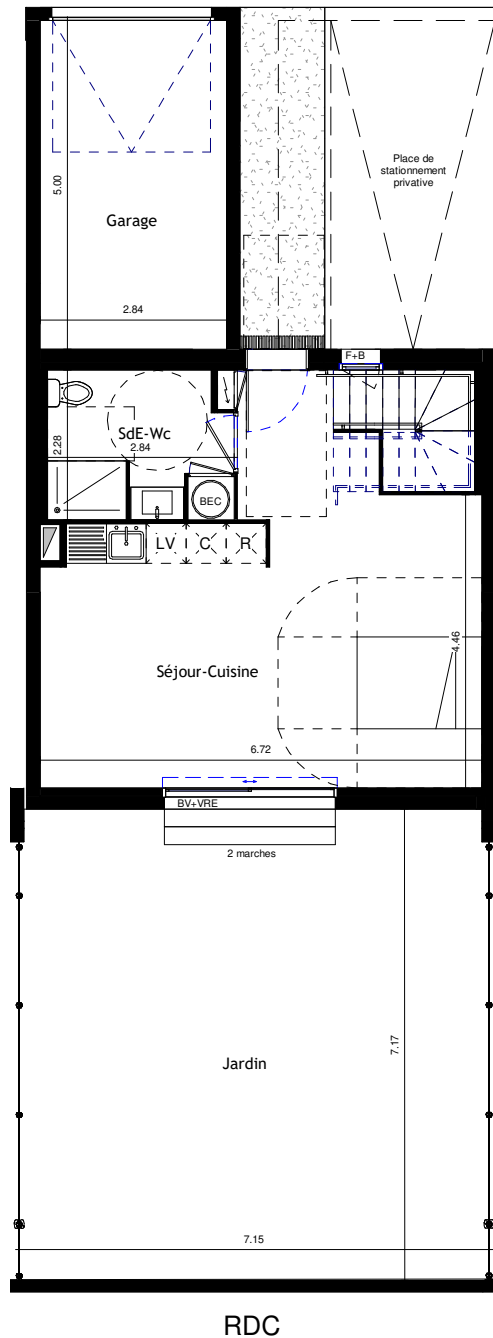 Place de
stationnement
privative
5.00
Garage
2.84
F+B
SdE-Wc
2.28
2.84
BEC
LV
C
R
4.46
Séjour-Cuisine
6.72
BV+VRE
2 marches
7.17
Jardin
7.15
RDC